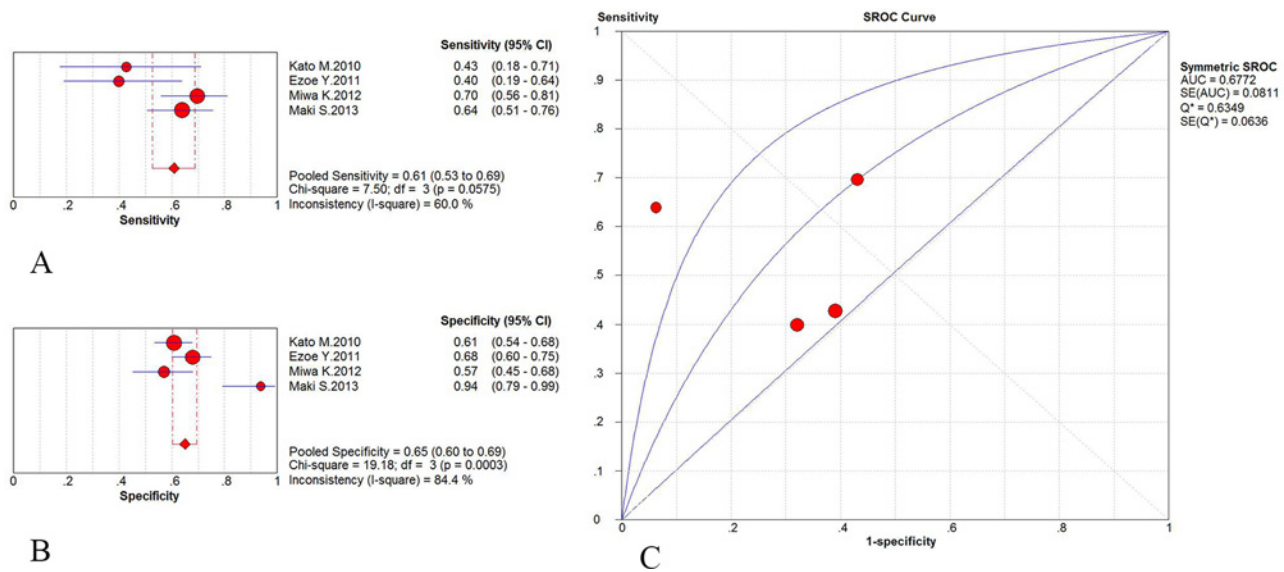 A
Sensitivity (95% CI)
Kato M.2010 0.43 (0.18 - 0.71)
Ezoe Y.2011 0.40 (0.19 - 0.64)
Miwa K.2012 0.70 (0.56 - 0.81)
Maki S.2013 0.64 (0.51 - 0.76)
Pooled Sensitivity = 0.61 (0.53 to 0.69)
Chi-square = 7.50; df = 3 (p = 0.0575)
Inconsistency (I-square) = 60.0 %
0 .2 .4 .6 .8 1
Sensitivity
B
Specificity (95% CI)
Kato M.2010 0.61 (0.54 - 0.68)
Ezoe Y.2011 0.68 (0.60 - 0.75)
Miwa K.2012 0.57 (0.45 - 0.68)
Maki S.2013 0.94 (0.79 - 0.99)
Pooled Specificity = 0.65 (0.60 to 0.69)
Chi-square = 19.18; df = 3 (p = 0.0003)
Inconsistency (I-square) = 84.4 %
0 .2 .4 .6 .8 1
Specificity
C
Sensitivity SROC Curve
1
.9
.8
.7
.6
.5
.4
.3
.2
.1
0
0 .2 .4 .6 .8 1
1-specificity
Symmetric SROC
AUC = 0.6772
SE(AUC) = 0.0811
Q* = 0.6349
SE(Q*) = 0.0636